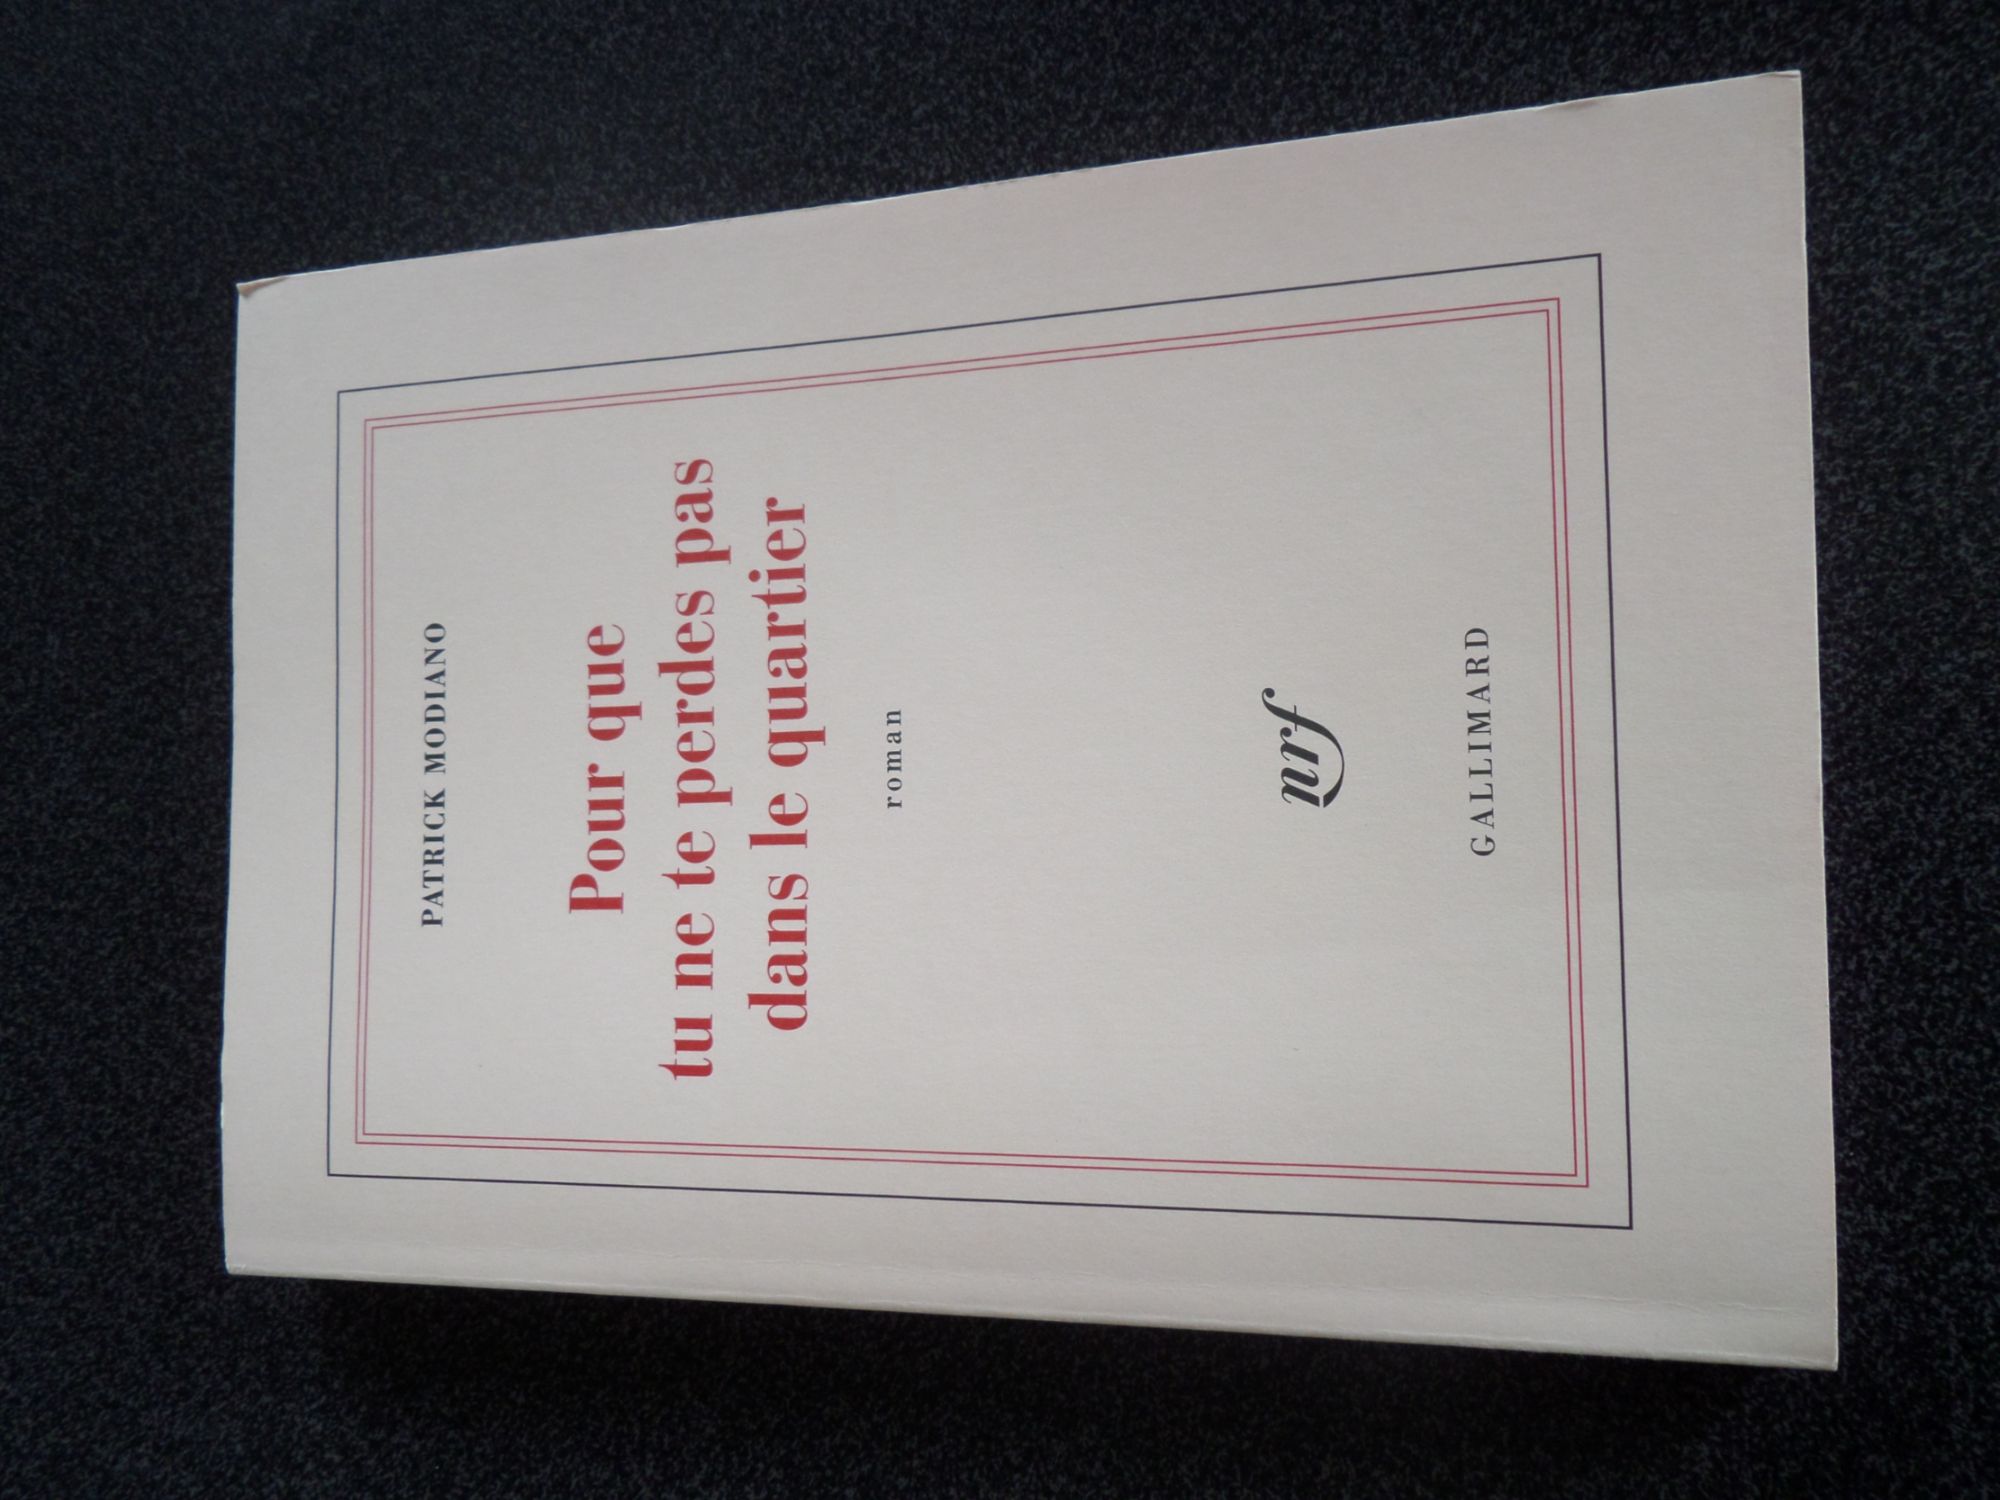 PATRICK MODIANO
Pour que
tu ne te perdes pas
dans le quartier
roman
nrf
GALLIMARD